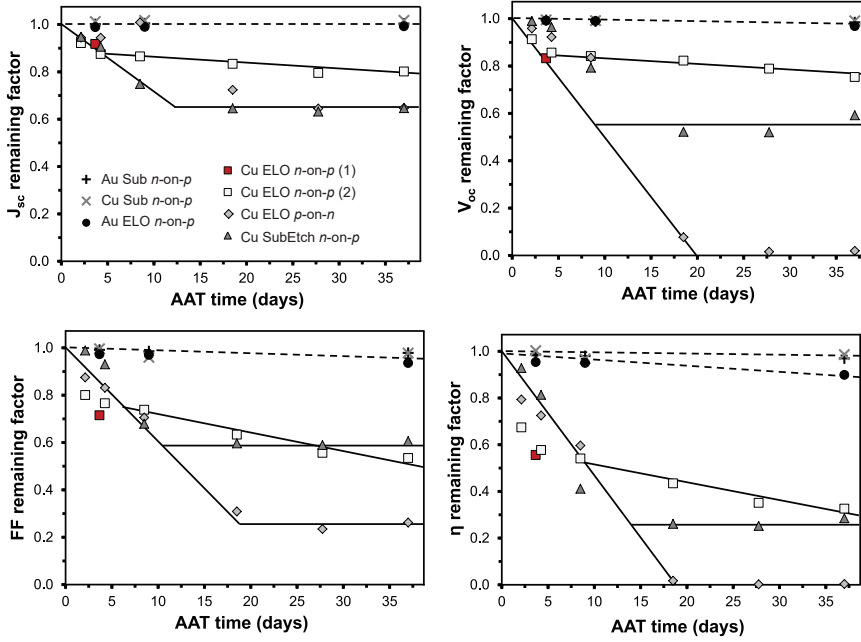 1.0
0.8
0.6
0.4
0.2
0.0
Jsc remaining factor
0 5 10 15 20 25 30 35
AAT time (days)
Au Sub n-on-p
Cu Sub n-on-p
Au ELO n-on-p
Cu ELO n-on-p (1)
Cu ELO n-on-p (2)
Cu ELO p-on-n
Cu SubEtch n-on-p
1.0
0.8
0.6
0.4
0.2
0.0
Voc remaining factor
0 5 10 15 20 25 30 35
AAT time (days)
1.0
0.8
0.6
0.4
0.2
0.0
FF remaining factor
0 5 10 15 20 25 30 35
AAT time (days)
1.0
0.8
0.6
0.4
0.2
0.0
η remaining factor
0 5 10 15 20 25 30 35
AAT time (days)